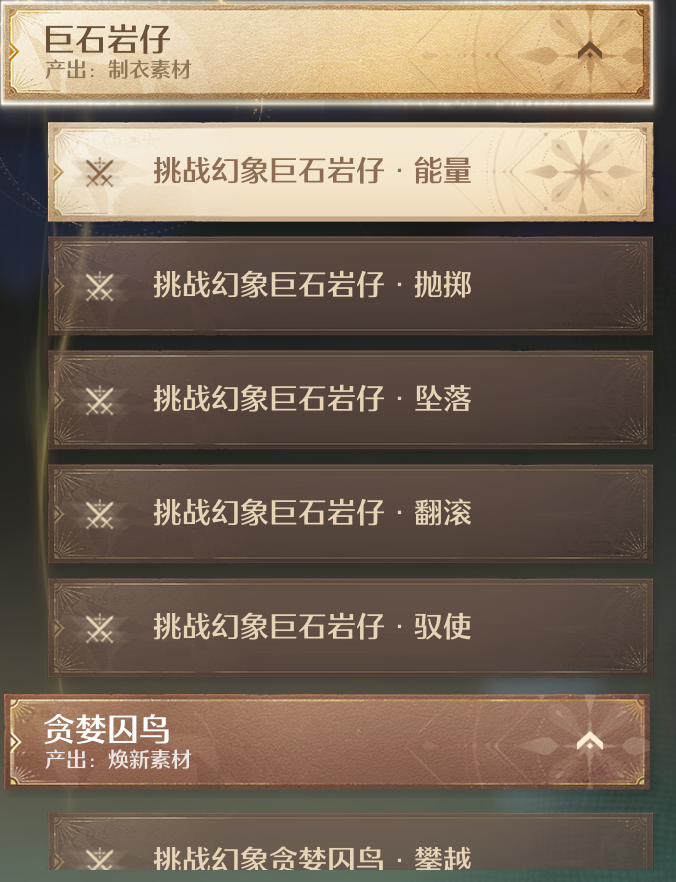 巨石岩仔
产出：制衣素材
挑战幻象巨石岩仔 · 能量
挑战幻象巨石岩仔 · 抛掷
挑战幻象巨石岩仔 · 坠落
挑战幻象巨石岩仔 · 翻滚
挑战幻象巨石岩仔 · 驭使
贪婪囚鸟
产出：焕新素材
挑战幻象贪婪囚鸟 · 攀越